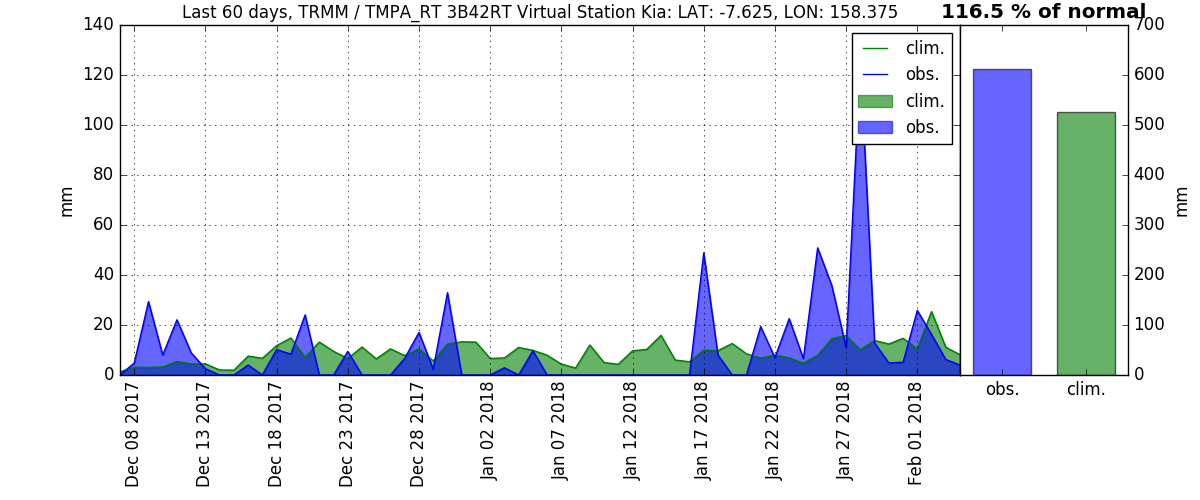 Last 60 days, TRMM / TMPA_RT 3B42RT Virtual Station Kia: LAT: -7.625, LON: 158.375
116.5 % of normal
140
120
100
80
60
40
20
0
mm
clim.
obs.
clim.
obs.
700
600
500
400
300
200
100
0
mm
Dec 08 2017
Dec 13 2017
Dec 18 2017
Dec 23 2017
Dec 28 2017
Jan 02 2018
Jan 07 2018
Jan 12 2018
Jan 17 2018
Jan 22 2018
Jan 27 2018
Feb 01 2018
obs.
clim.